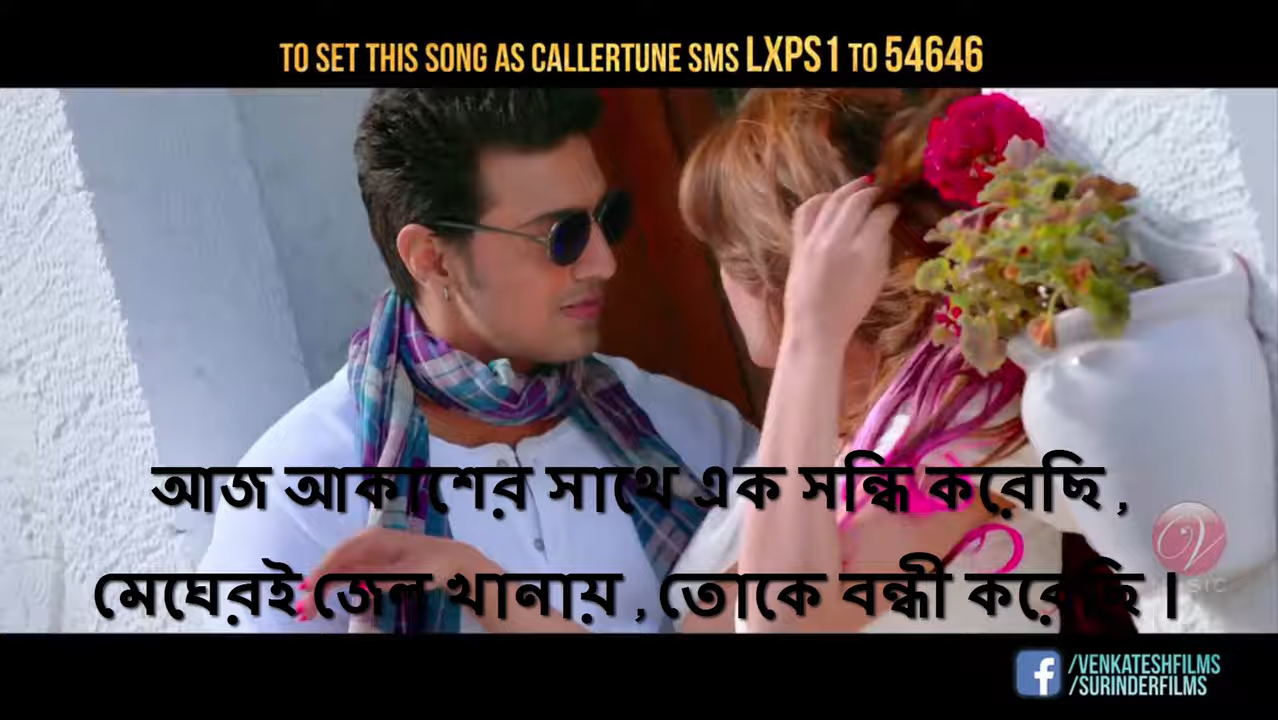 TO SET THIS SONG AS CALLERTUNE SMS LXPS1 TO 54646
আজ আকাশের সাথে এক সন্ধি করেছি ,
মেঘেরই জেল খানায় , তোকে বন্ধী করেছি ।
V
MUSIC
f /VENKATESHFILMS
/SURINDERFILMS